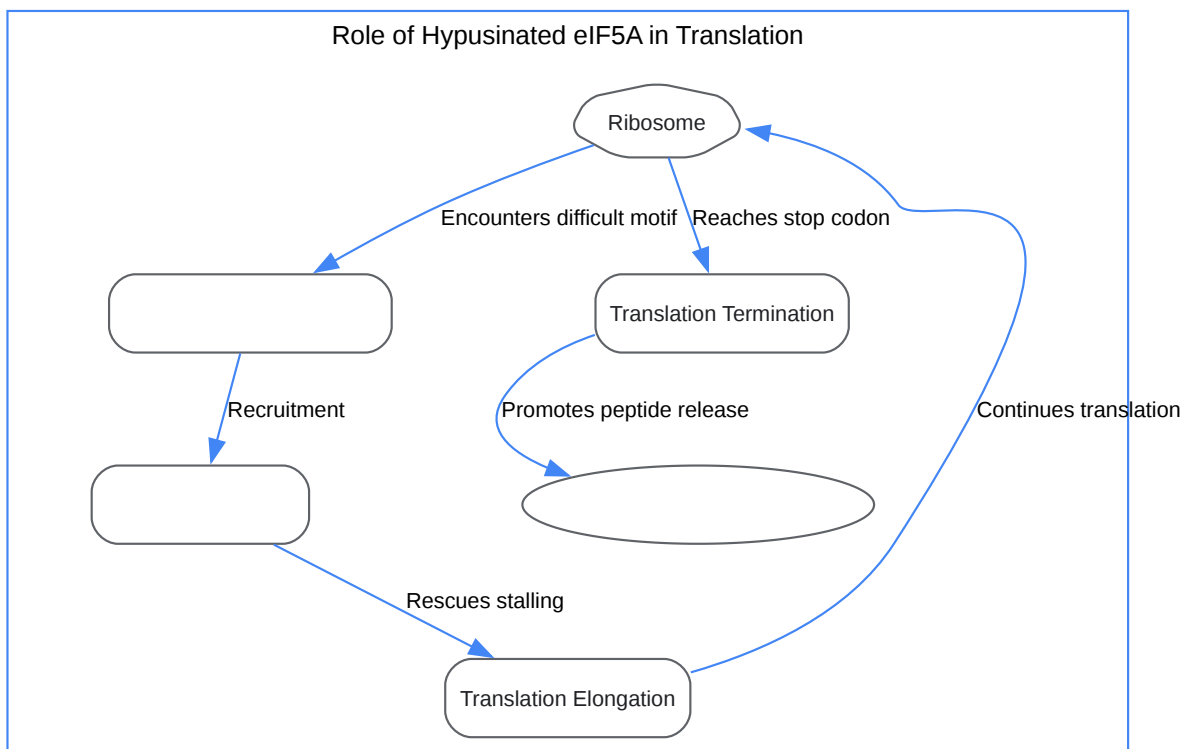 Role of Hypusinated eIF5A in Translation
Ribosome
Encounters difficult motif
Reaches stop codon
Translation Termination
Recruitment
Promotes peptide release
Continues translation
Rescues stalling
Translation Elongation